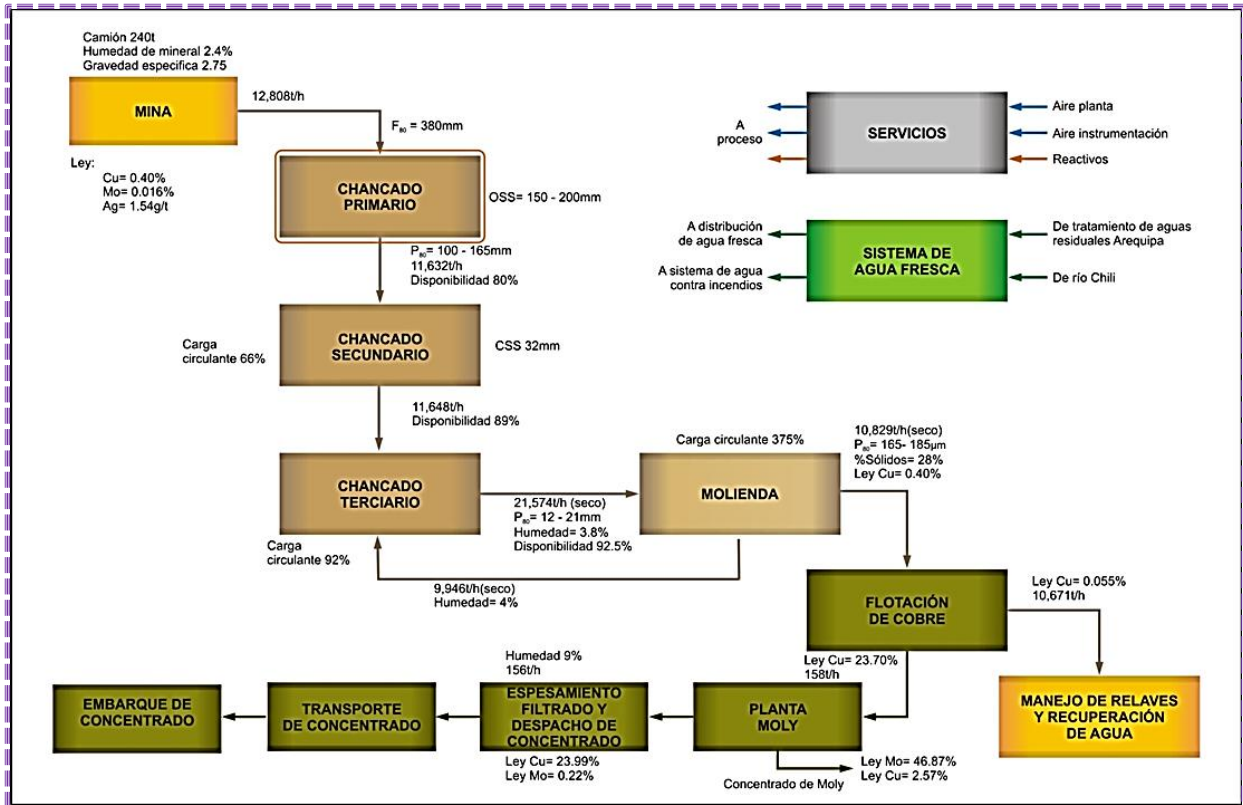 Camión 240t
Humedad de mineral 2.4%
Gravedad especifica 2.75
MINA
12,808t/h
F₈₀ = 380mm
Ley:
Cu= 0.40%
Mo= 0.016%
Ag= 1.54g/t
CHANCADO
PRIMARIO
OSS= 150 - 200mm
P₈₀= 100 - 165mm
11,632t/h
Disponibilidad 80%
CHANCADO
SECUNDARIO
Carga
circulante 66%
CSS 32mm
11,648t/h
Disponibilidad 89%
CHANCADO
TERCIARIO
Carga
circulante 92%
21,574t/h (seco)
P₈₀= 12 - 21mm
Humedad= 3.8%
Disponibilidad 92.5%
9,946t/h(seco)
Humedad= 4%
Carga circulante 375%
MOLIENDA
10,829t/h(seco)
P₈₀= 165- 185µm
%Sólidos= 28%
Ley Cu= 0.40%
FLOTACIÓN
DE COBRE
Ley Cu= 0.055%
10,671t/h
MANEJO DE RELAVES
Y RECUPERACIÓN
DE AGUA
Ley Cu= 23.70%
158t/h
PLANTA
MOLY
Concentrado de Moly
Ley Mo= 46.87%
Ley Cu= 2.57%
Humedad 9%
156t/h
ESPESAMIENTO
FILTRADO Y
DESPACHO DE
CONCENTRADO
Ley Cu= 23.99%
Ley Mo= 0.22%
TRANSPORTE
DE CONCENTRADO
EMBARQUE DE
CONCENTRADO
A
proceso
SERVICIOS
Aire planta
Aire instrumentación
Reactivos
A distribución
de agua fresca
A sistema de agua
contra incendios
SISTEMA DE
AGUA FRESCA
De tratamiento de aguas
residuales Arequipa
De río Chili